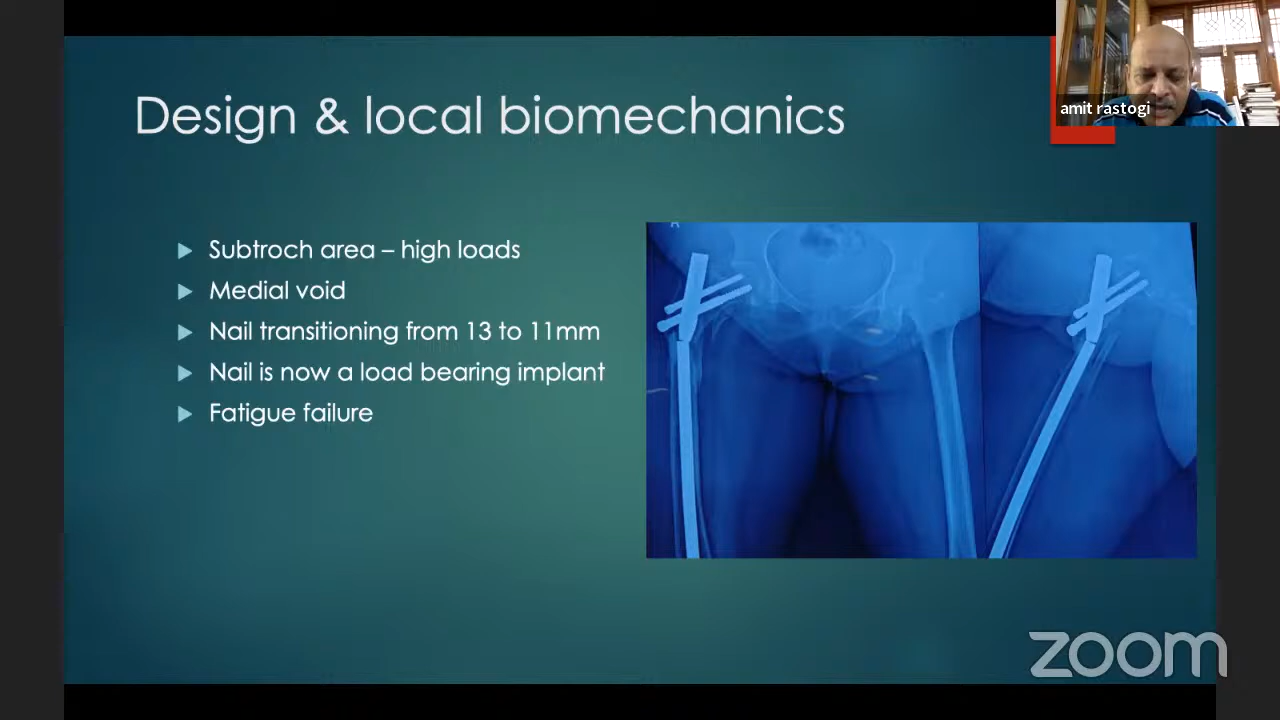 amit rastogi
Design & local biomechanics
Subtroch area – high loads
Medial void
Nail transitioning from 13 to 11mm
Nail is now a load bearing implant
Fatigue failure
R
zoom